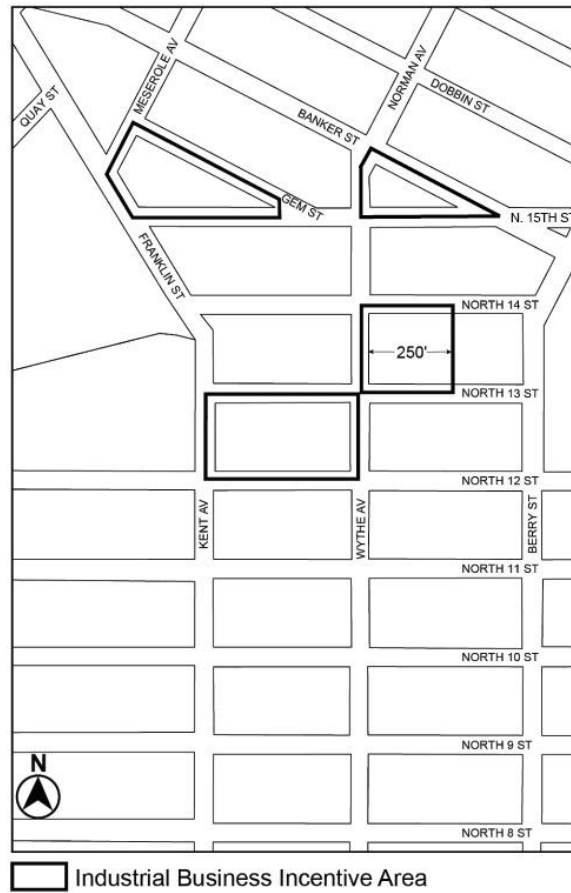 MESEROLE AV
NORMAN AV
QUAY ST
DOBBIN ST
BANKER ST
GEM ST
N. 15TH ST
FRANKLIN ST
NORTH 14 ST
250'
NORTH 13 ST
NORTH 12 ST
KENT AV
WYTHE AV
BERRY ST
NORTH 11 ST
NORTH 10 ST
NORTH 9 ST
N
NORTH 8 ST
Industrial Business Incentive Area